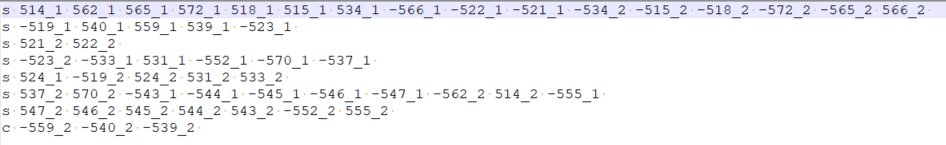 s 514_1 562_1 565_1 572_1 518_1 515_1 534_1 -566_1 -522_1 -521_1 -534_2 -515_2 -518_2 -572_2 -565_2 566_2
s -519_1 540_1 559_1 539_1 -523_1
s 521_2 522_2
s -523_2 -533_1 531_1 -552_1 -570_1 -537_1
s 524_1 -519_2 524_2 531_2 533_2
s 537_2 570_2 -543_1 -544_1 -545_1 -546_1 -547_1 -562_2 514_2 -555_1
s 547_2 546_2 545_2 544_2 543_2 -552_2 555_2
c -559_2 -540_2 -539_2